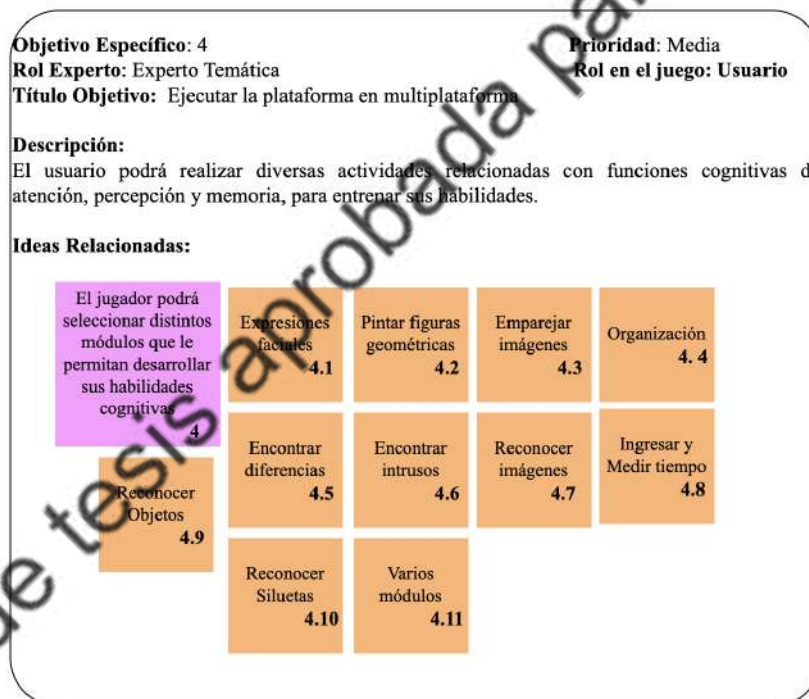 Objetivo Específico: 4 Prioridad: Media
Rol Experto: Experto Temática Rol en el juego: Usuario
Título Objetivo: Ejecutar la plataforma en multiplataforma
Descripción:
El usuario podrá realizar diversas actividades relacionadas con funciones cognitivas d
atención, percepción y memoria, para entrenar sus habilidades.
Ideas Relacionadas:
El jugador podrá
seleccionar distintos
módulos que le
permitan desarrollar
sus habilidades
cognitivas
4
Expresiones
faciales
4.1
Pintar figuras
geométricas
4.2
Emparejar
imágenes
4.3
Organización
4. 4
Encontrar
diferencias
4.5
Encontrar
intrusos
4.6
Reconocer
imágenes
4.7
Ingresar y
Medir tiempo
4.8
Reconocer
Objetos
4.9
Reconocer
Siluetas
4.10
Varios
módulos
4.11
de tesis aprobada par